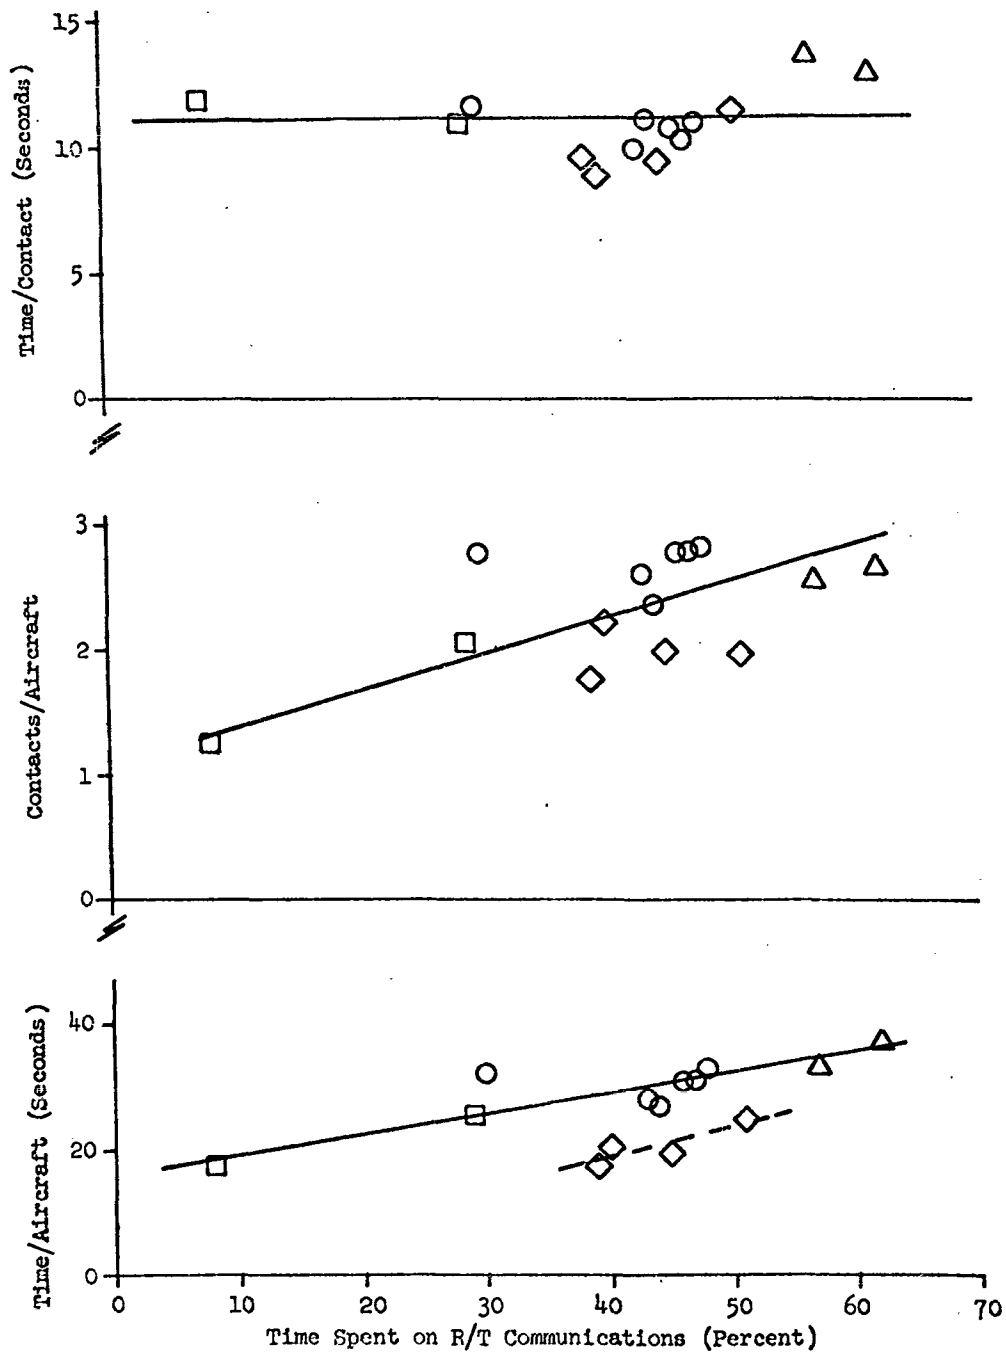 15
10
5
0
Time/Contact (Seconds)
3
2
1
0
Contacts/Aircraft
40
20
0
Time/Aircraft (Seconds)
0 10 20 30 40 50 60 70
Time Spent on R/T Communications (Percent)